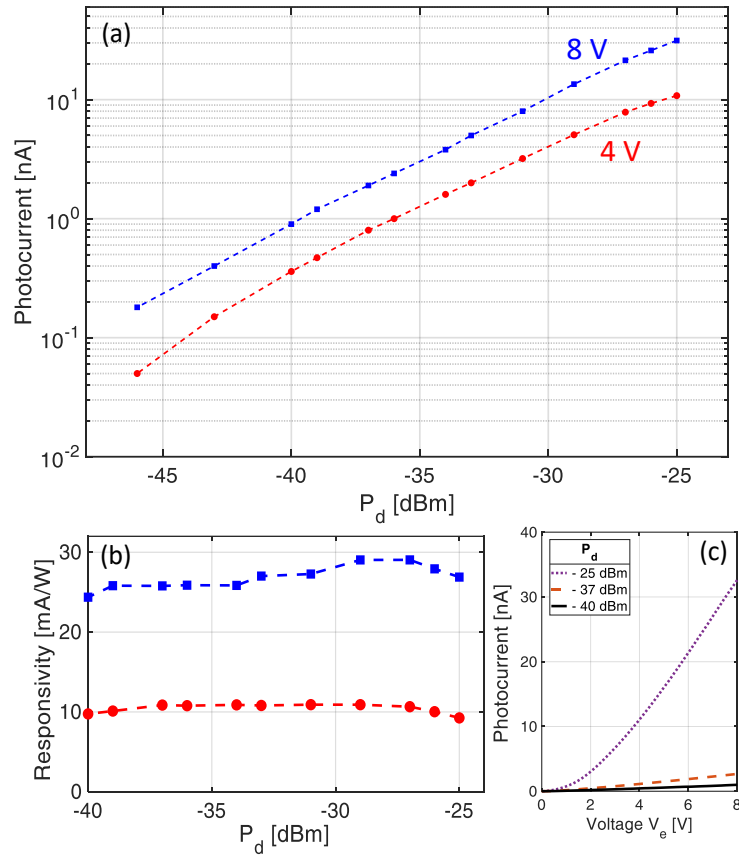 (a)
8 V
4 V
Photocurrent [nA]
10^1
10^0
10^-1
10^-2
-45 -40 -35 -30 -25
P_d [dBm]
(b)
Responsivity [mA/W]
30
20
10
0
-40 -35 -30 -25
P_d [dBm]
(c)
P_d
- 25 dBm
- 37 dBm
- 40 dBm
Photocurrent [nA]
40
30
20
10
0
0 2 4 6 8
Voltage V_e [V]